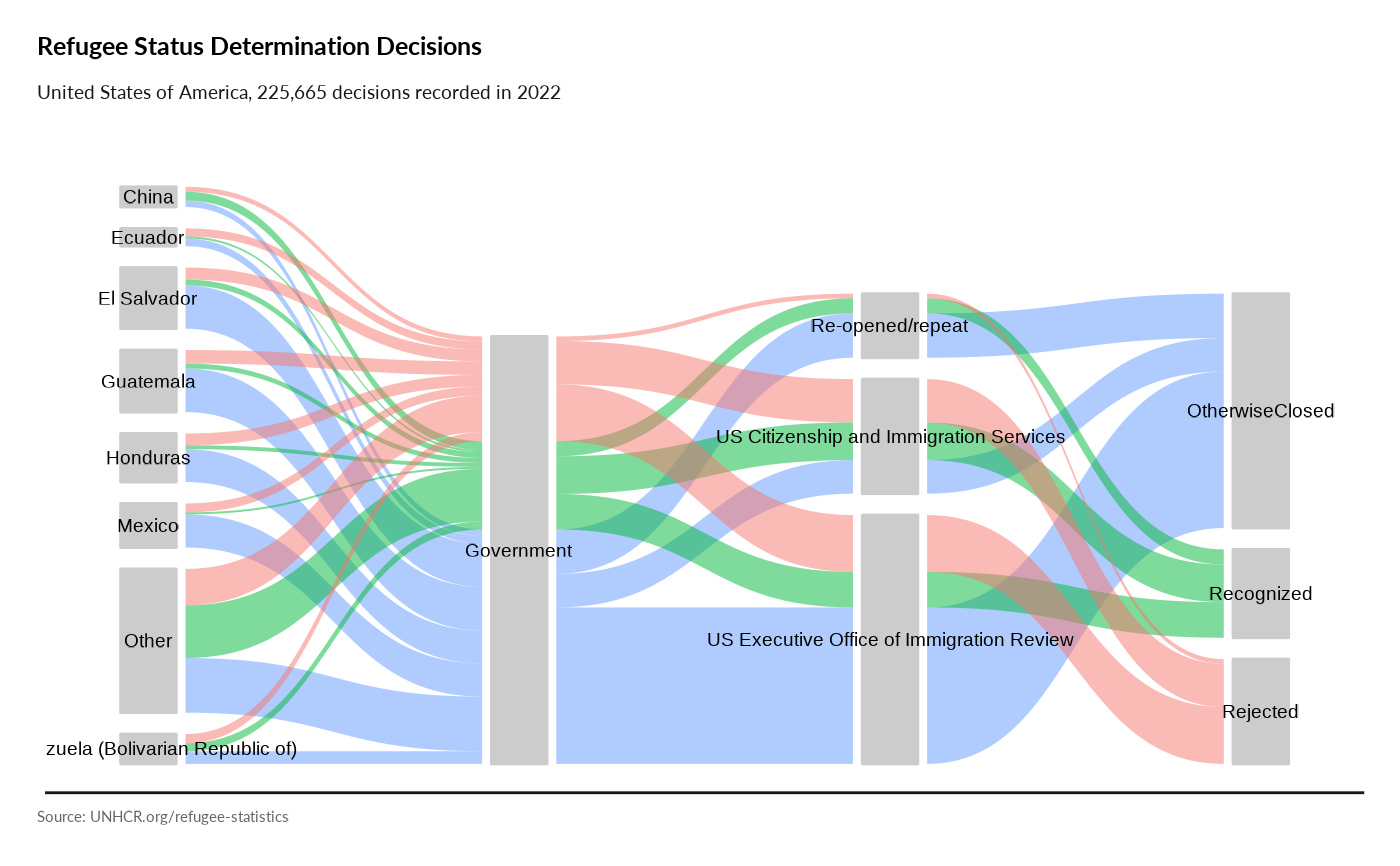 Refugee Status Determination Decisions
United States of America, 225,665 decisions recorded in 2022
China
Ecuador
El Salvador
Guatemala
Honduras
Mexico
Other
zuela (Bolivarian Republic of)
Government
Re-opened/repeat
US Citizenship and Immigration Services
US Executive Office of Immigration Review
OtherwiseClosed
Recognized
Rejected
Source: UNHCR.org/refugee-statistics